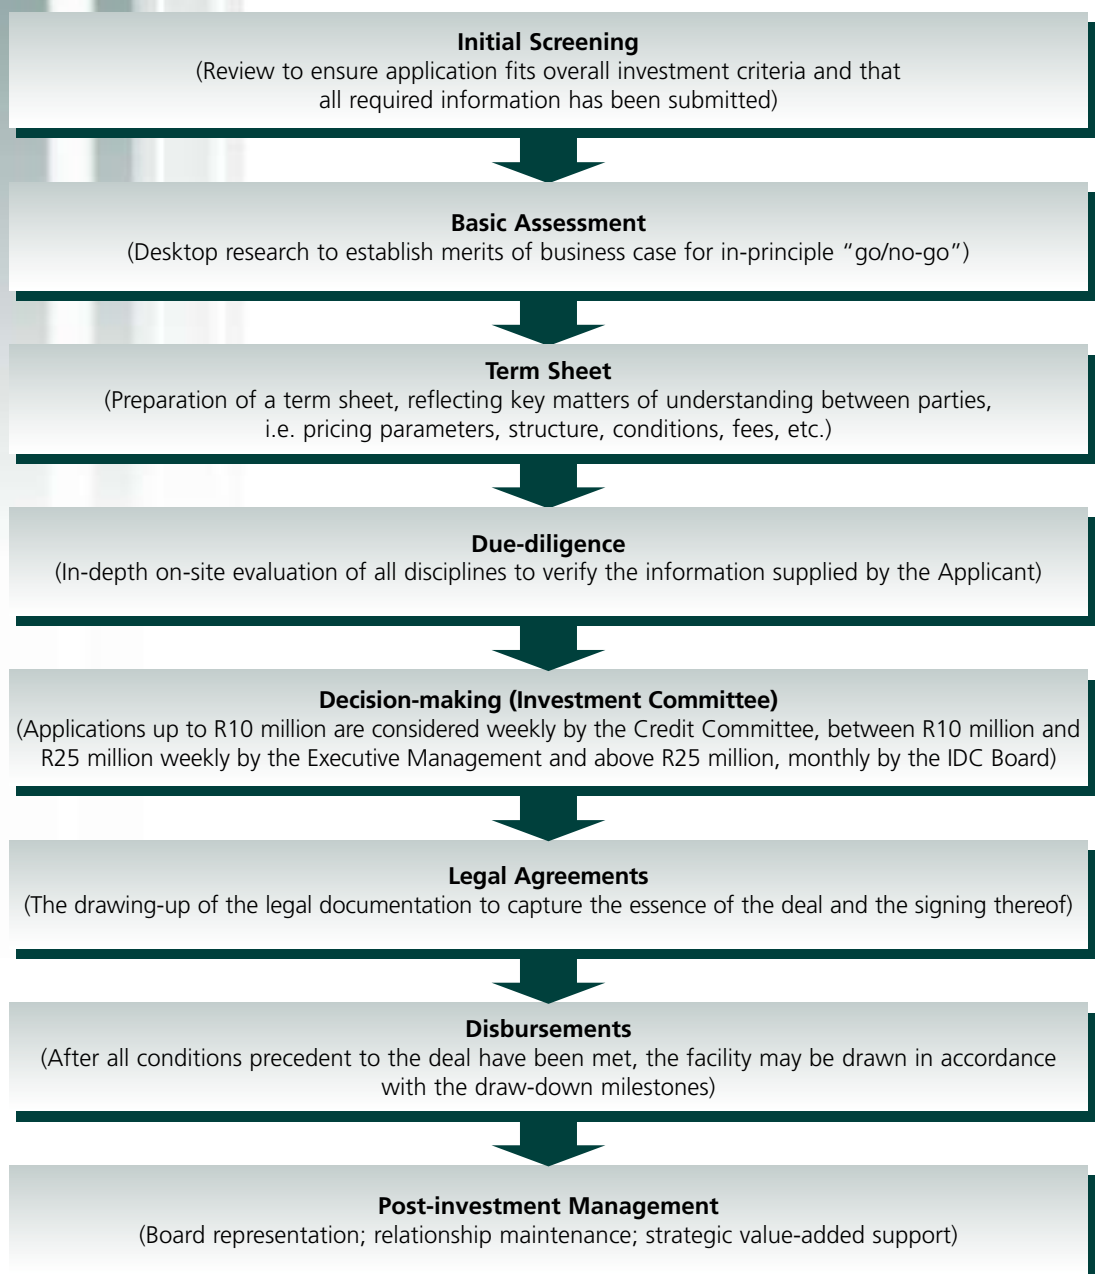 Initial Screening
(Review to ensure application fits overall investment criteria and that
all required information has been submitted)
Basic Assessment
(Desktop research to establish merits of business case for in-principle “go/no-go”)
Term Sheet
(Preparation of a term sheet, reflecting key matters of understanding between parties,
i.e. pricing parameters, structure, conditions, fees, etc.)
Due-diligence
(In-depth on-site evaluation of all disciplines to verify the information supplied by the Applicant)
Decision-making (Investment Committee)
(Applications up to R10 million are considered weekly by the Credit Committee, between R10 million and
R25 million weekly by the Executive Management and above R25 million, monthly by the IDC Board)
Legal Agreements
(The drawing-up of the legal documentation to capture the essence of the deal and the signing thereof)
Disbursements
(After all conditions precedent to the deal have been met, the facility may be drawn in accordance
with the draw-down milestones)
Post-investment Management
(Board representation; relationship maintenance; strategic value-added support)